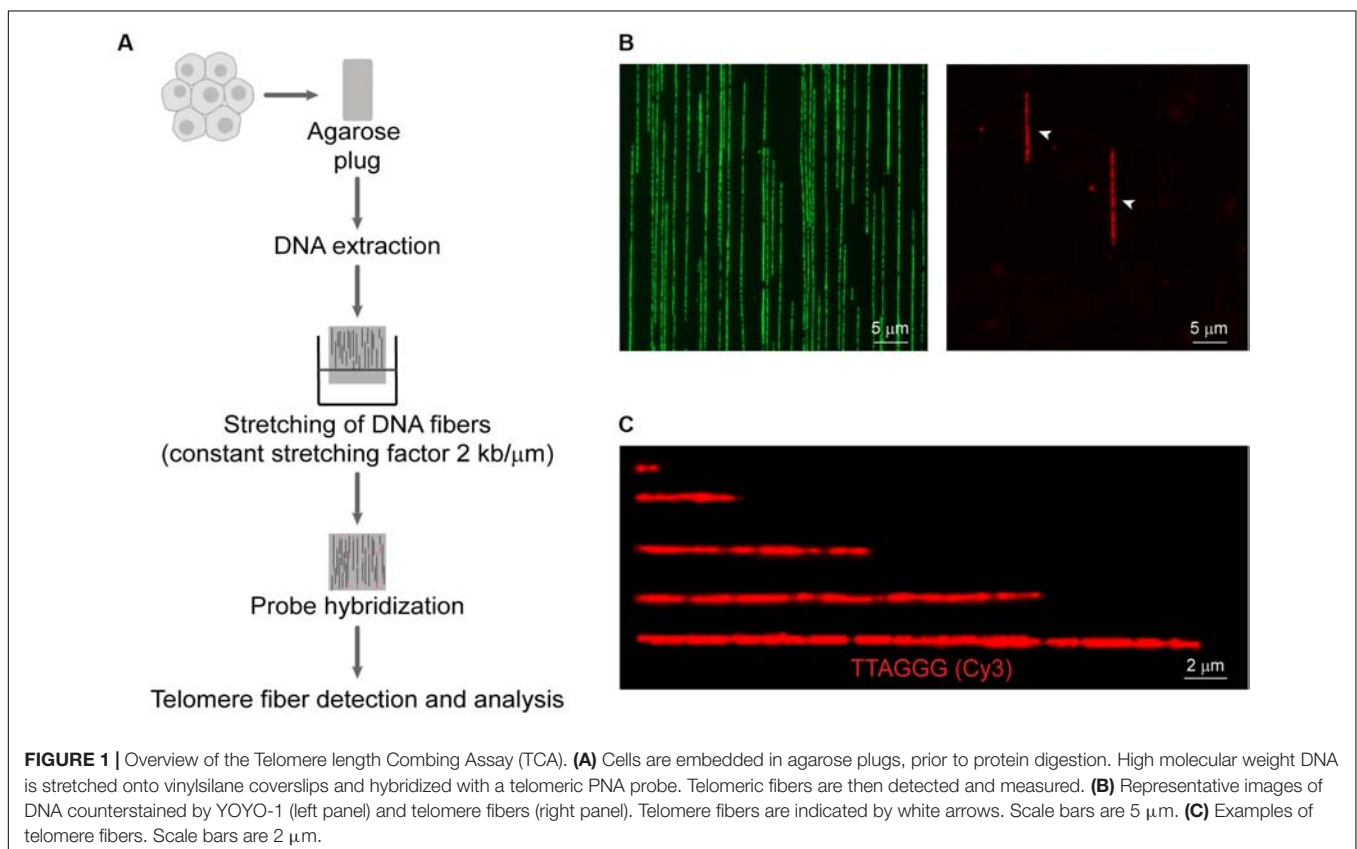 A
Agarose
plug
DNA extraction
Stretching of DNA fibers
(constant stretching factor 2 kb/μm)
Probe hybridization
Telomere fiber detection and analysis
B
5 μm
5 μm
C
TTAGGG (Cy3)
2 μm
FIGURE 1 | Overview of the Telomere length Combing Assay (TCA). (A) Cells are embedded in agarose plugs, prior to protein digestion. High molecular weight DNA
is stretched onto vinylsilane coverslips and hybridized with a telomeric PNA probe. Telomeric fibers are then detected and measured. (B) Representative images of
DNA counterstained by YOYO-1 (left panel) and telomere fibers (right panel). Telomere fibers are indicated by white arrows. Scale bars are 5 μm. (C) Examples of
telomere fibers. Scale bars are 2 μm.